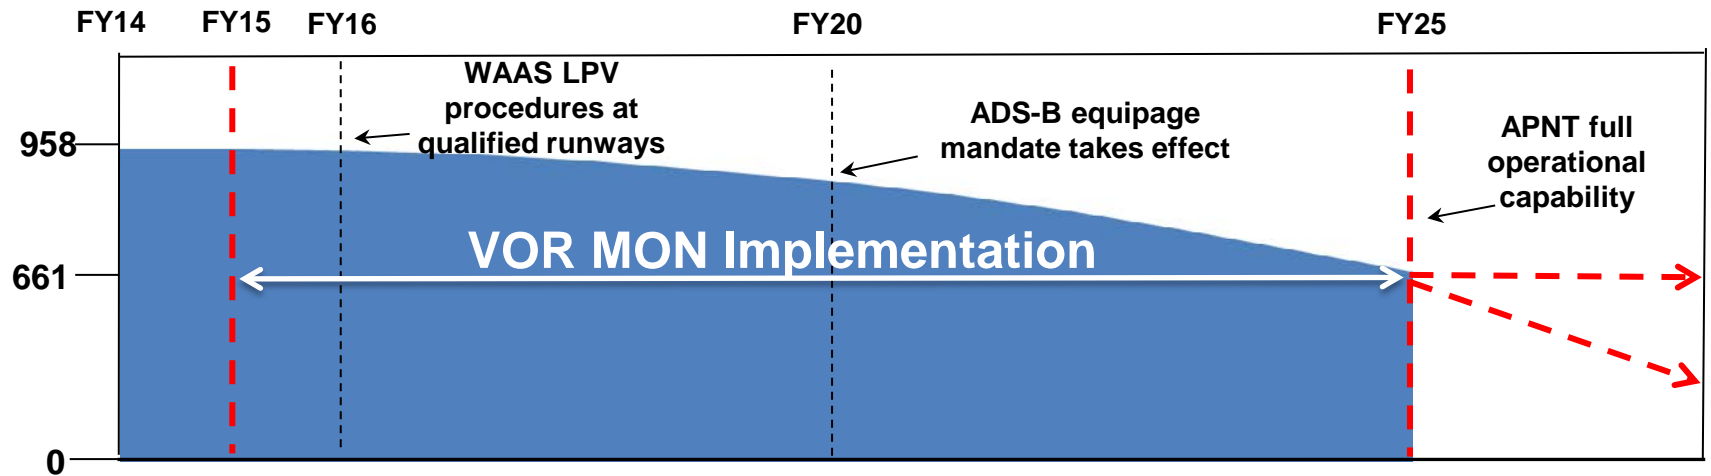 FY14 FY15 FY16 FY20 FY25
WAAS LPV
procedures at
qualified runways
ADS-B equipage
mandate takes effect
APNT full
operational
capability
958
VOR MON Implementation
661
0